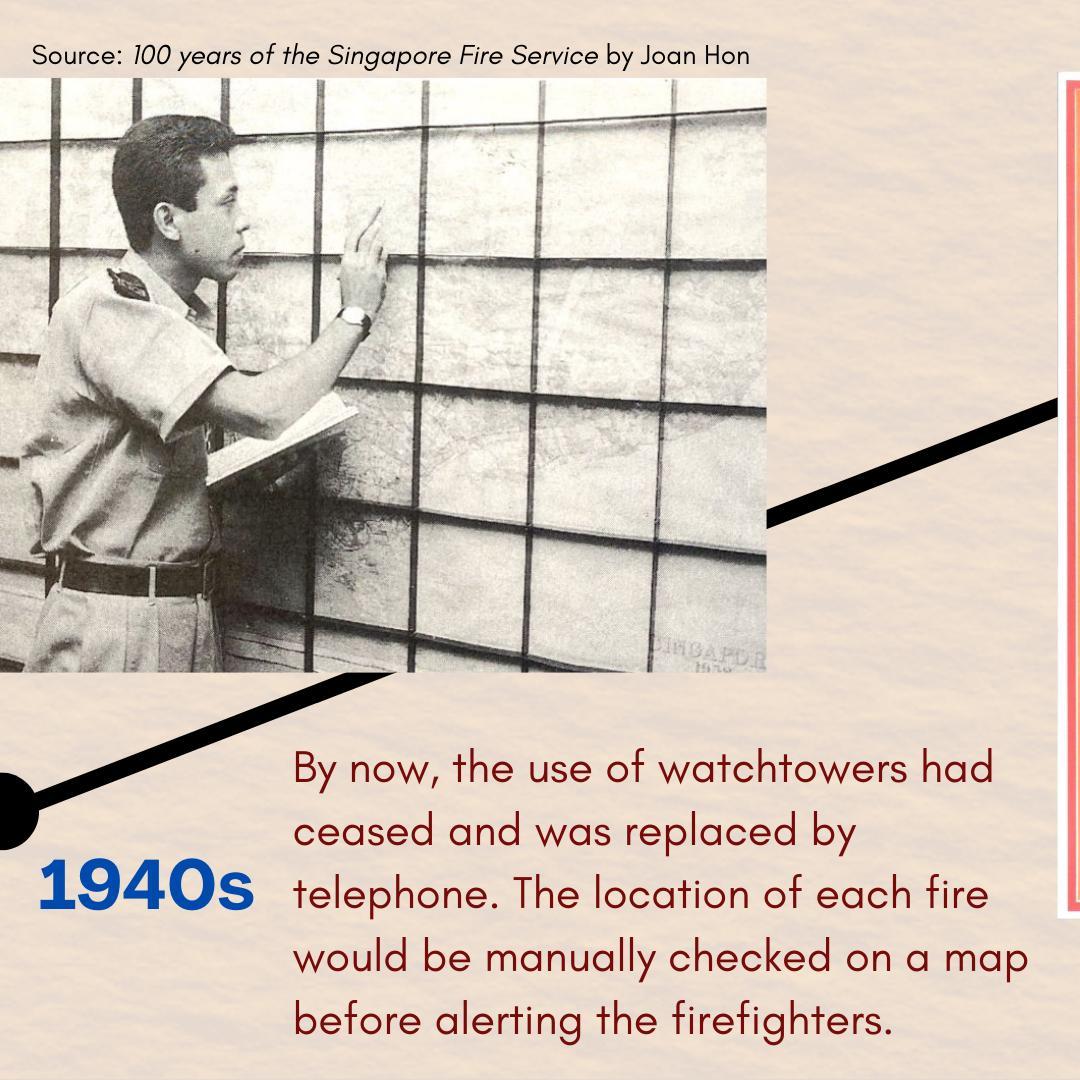 Source: 100 years of the Singapore Fire Service by Joan Hon
SINGAPORE
By now, the use of watchtowers had
ceased and was replaced by
telephone. The location of each fire
would be manually checked on a map
before alerting the firefighters.
1940s